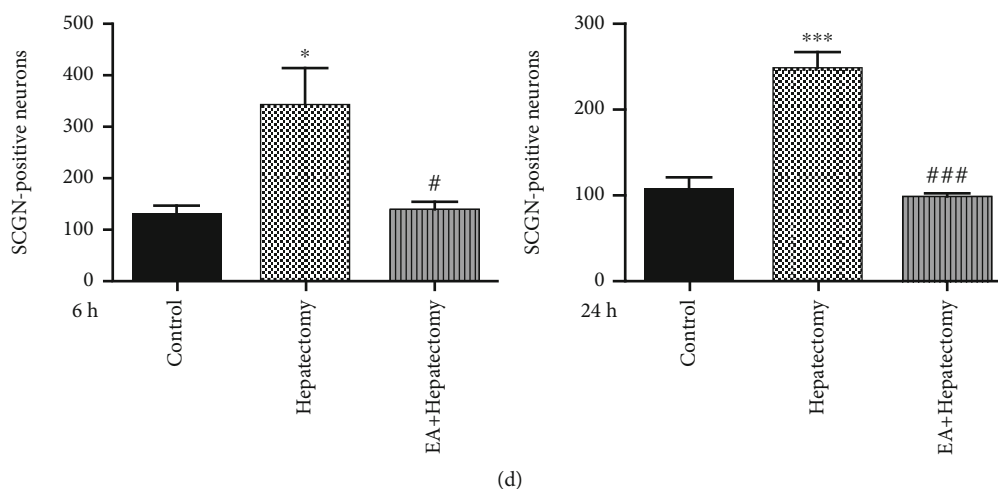 SCGN-positive neurons
500
400
300
200
100
0
*
#
6 h
Control
Hepatectomy
EA+Hepatectomy
SCGN-positive neurons
300
200
100
0
***
###
24 h
Control
Hepatectomy
EA+Hepatectomy
(d)